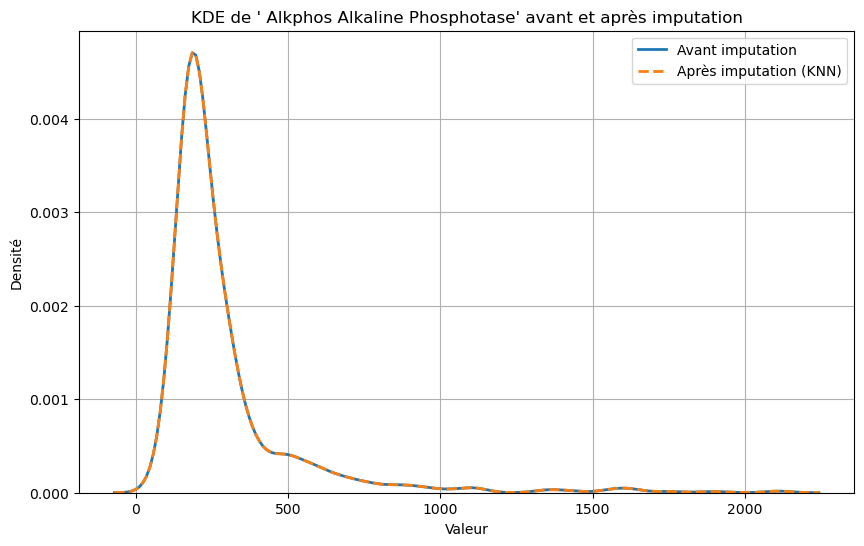 KDE de ' Alkphos Alkaline Phosphotase' avant et après imputation
Avant imputation
Après imputation (KNN)
Densité
0.004
0.003
0.002
0.001
0.000
0
500
1000
1500
2000
Valeur